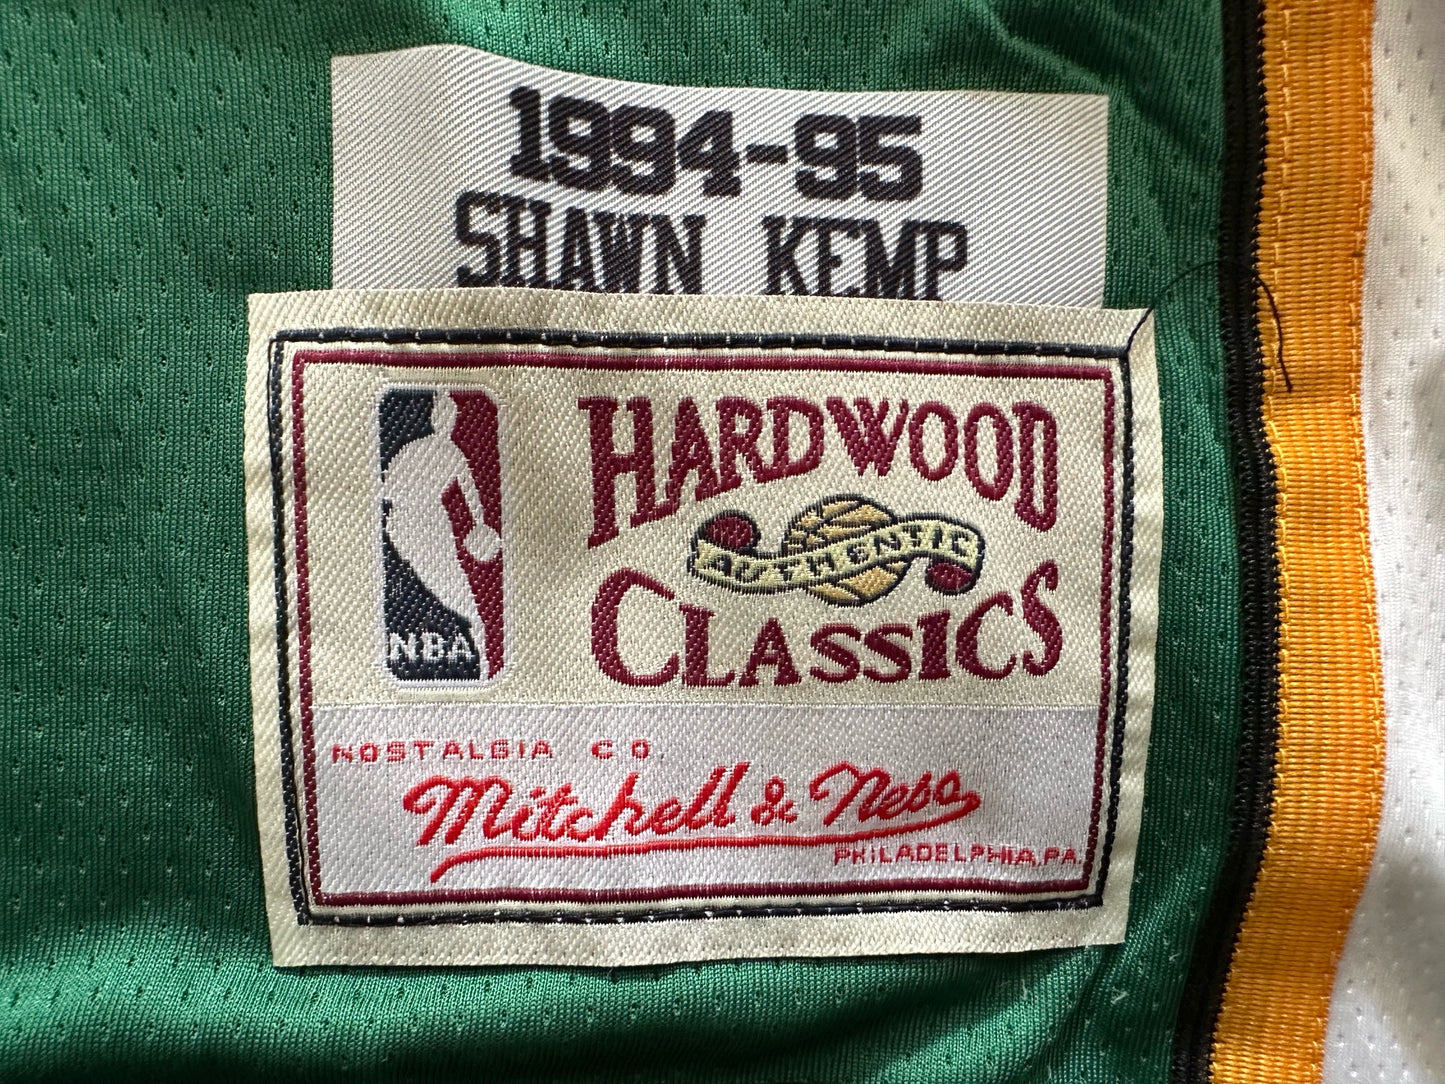 1994-95
SHAWN KEMP
NBA
HARDWOOD
AUTHENTIC
CLASSICS
NOSTALGIA CO.
Mitchell & Ness
PHILADELPHIA, PA.